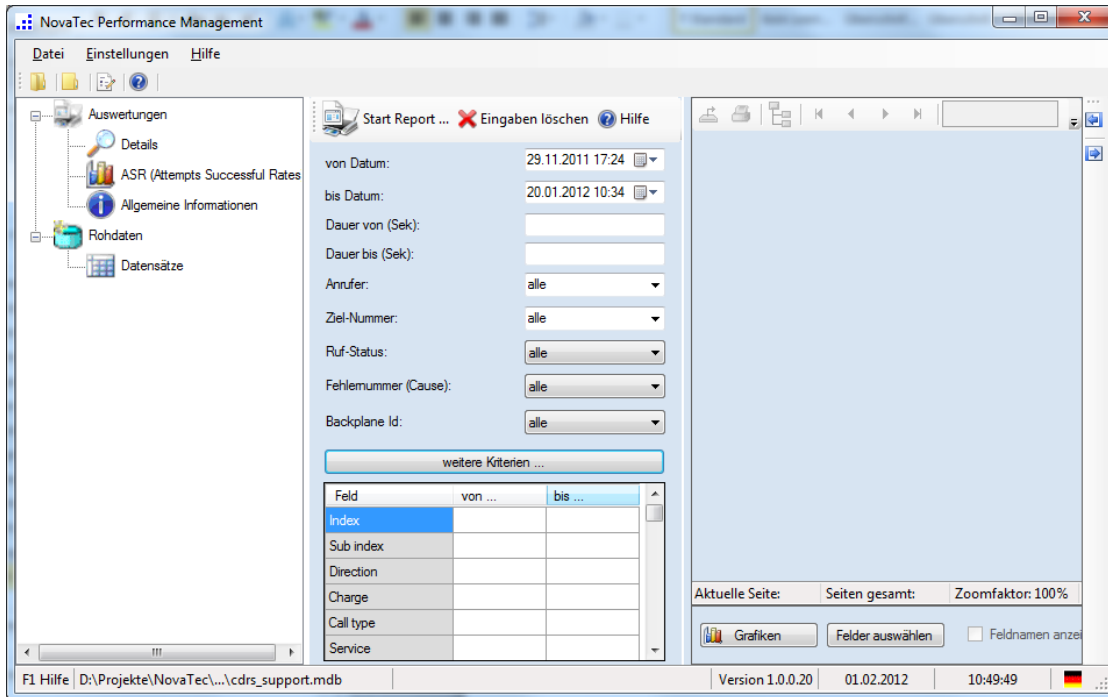 NovaTec Performance Management
Datei Einstellungen Hilfe
Auswertungen
Details
ASR (Attempts Successful Rates
Allgemeine Informationen
Rohdaten
Datensätze
Start Report ... Eingaben löschen Hilfe
von Datum: 29.11.2011 17:24
bis Datum: 20.01.2012 10:34
Dauer von (Sek):
Dauer bis (Sek):
Anrufer: alle
Ziel-Nummer: alle
Ruf-Status: alle
Fehlernummer (Cause): alle
Backplane Id: alle
weitere Kriterien ...
Feld von ... bis ...
Index
Sub index
Direction
Charge
Call type
Service
Aktuelle Seite: Seiten gesamt: Zoomfaktor: 100%
Grafiken Felder auswählen Feldnamen anzei
F1 Hilfe D:\Projekte\NovaTec\...\cdrs_support.mdb Version 1.0.0.20 01.02.2012 10:49:49